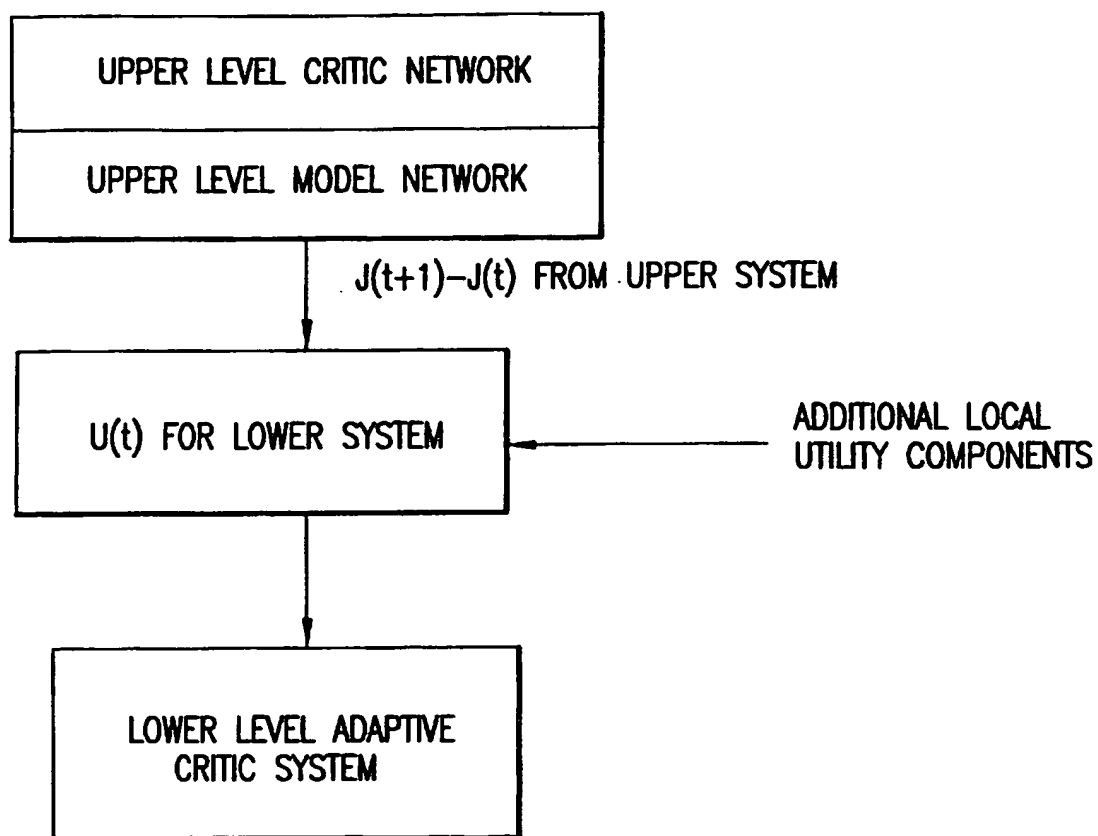 UPPER LEVEL CRITIC NETWORK
UPPER LEVEL MODEL NETWORK
J(t+1)-J(t) FROM UPPER SYSTEM
U(t) FOR LOWER SYSTEM
ADDITIONAL LOCAL
UTILITY COMPONENTS
LOWER LEVEL ADAPTIVE
CRITIC SYSTEM